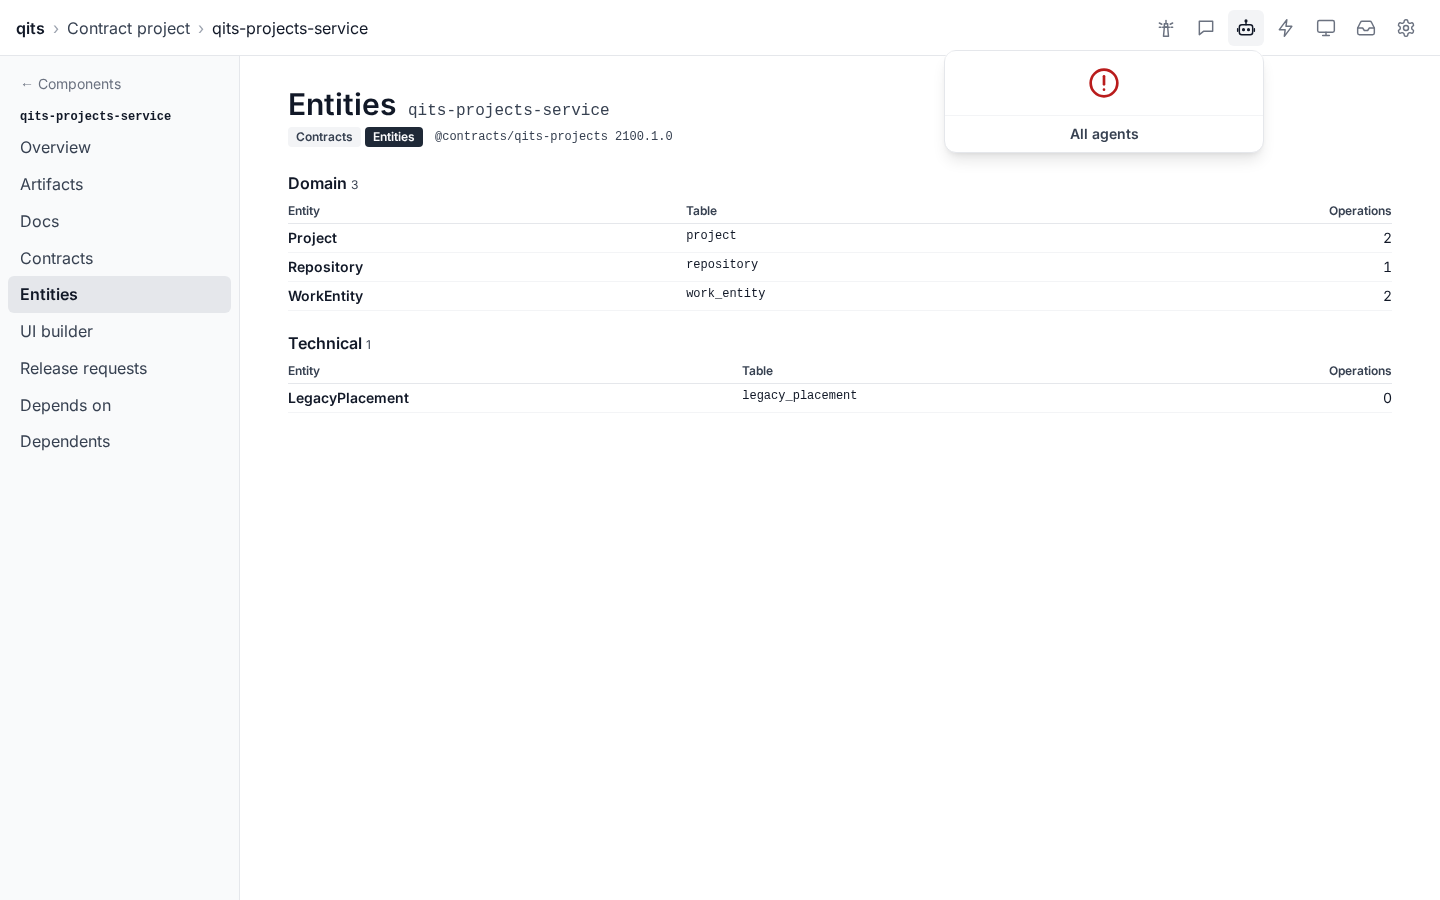 qits › Contract project › qits-projects-service
All agents
← Components
qits-projects-service
Overview
Artifacts
Docs
Contracts
Entities
UI builder
Release requests
Depends on
Dependents
Entities qits-projects-service
Contracts Entities @contracts/qits-projects 2100.1.0
Domain 3
Entity Table Operations
Project project 2
Repository repository 1
WorkEntity work_entity 2
Technical 1
Entity Table Operations
LegacyPlacement legacy_placement 0